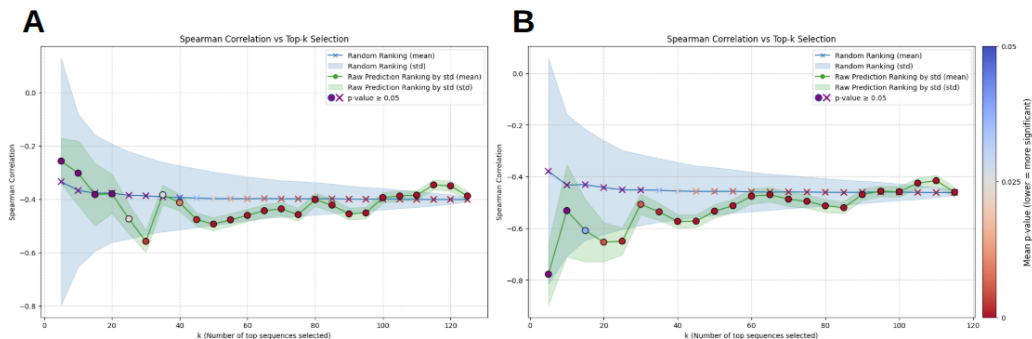 A
B
Spearman Correlation vs Top-k Selection
Random Ranking (mean)
Random Ranking (std)
Raw Prediction Ranking by std (mean)
Raw Prediction Ranking by std (std)
p-value ≥ 0.05
Spearman Correlation
0.0
−0.2
−0.4
−0.6
−0.8
0
20
40
60
80
100
120
k (Number of top sequences selected)
Spearman Correlation vs Top-k Selection
Random Ranking (mean)
Random Ranking (std)
Raw Prediction Ranking by std (mean)
Raw Prediction Ranking by std (std)
p-value ≥ 0.05
Spearman Correlation
0.0
−0.2
−0.4
−0.6
−0.8
0
20
40
60
80
100
120
k (Number of top sequences selected)
0.05
0.025
0
Mean p-value (lower = more significant)